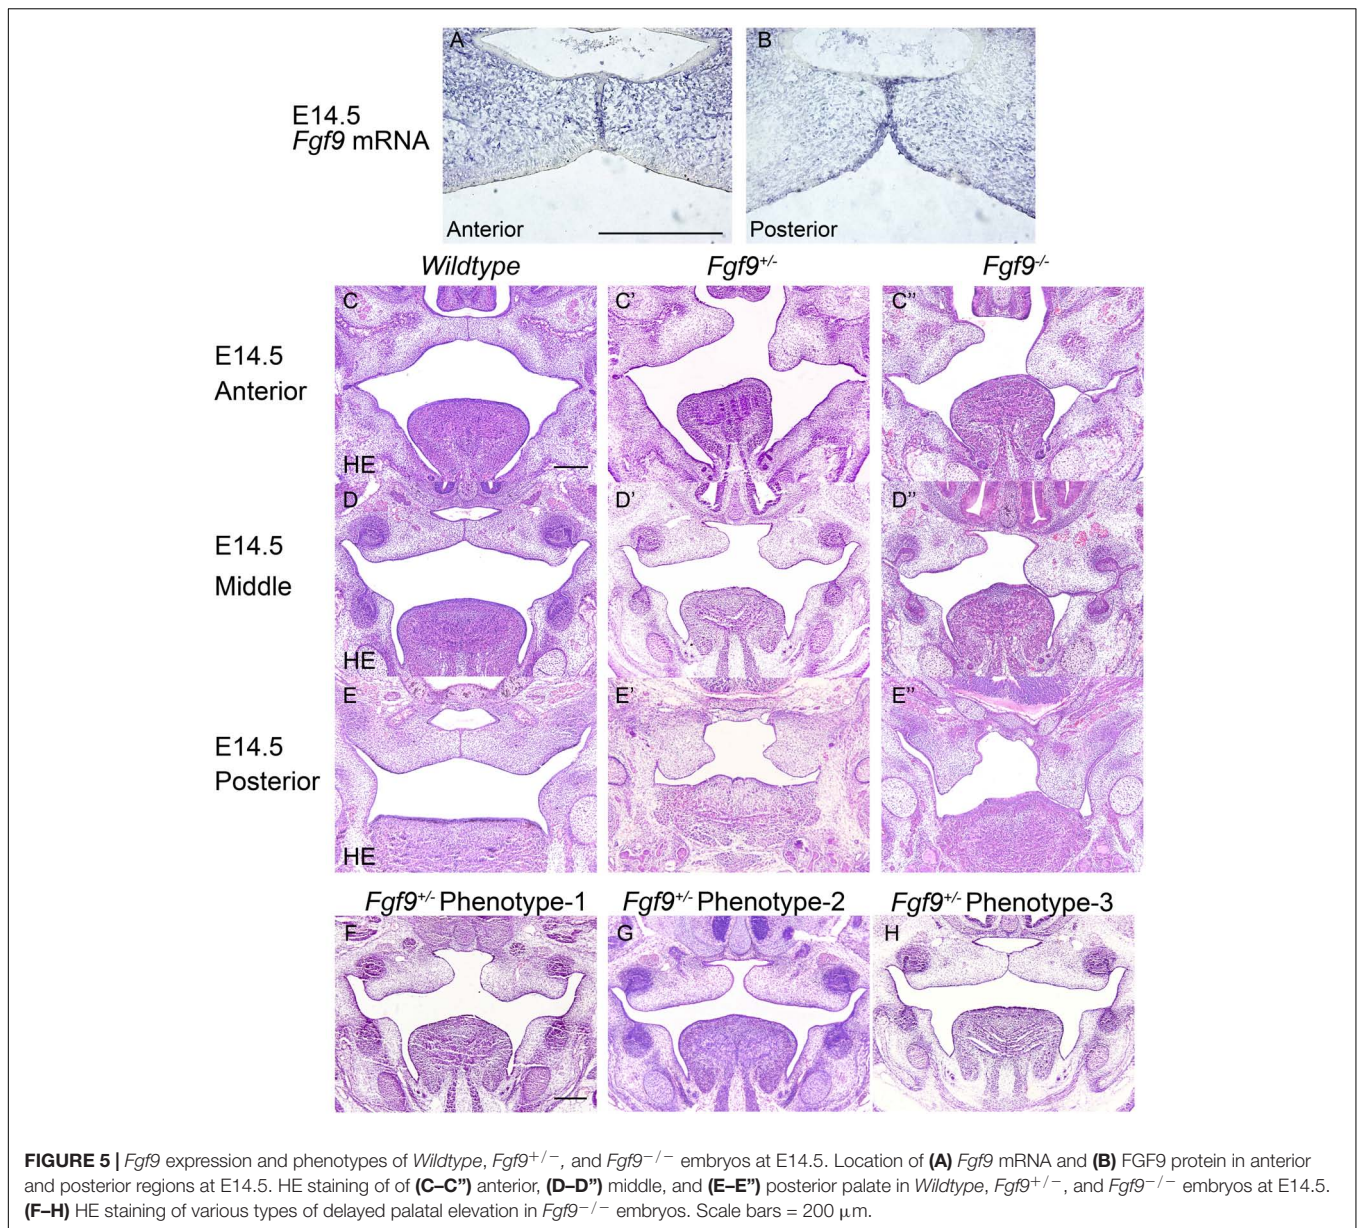 A
B
E14.5
Fgf9 mRNA
Anterior
Posterior
Wildtype
Fgf9+/-
Fgf9-/-
C
C'
C''
E14.5
Anterior
HE
D
D'
D''
E14.5
Middle
HE
E
E'
E''
E14.5
Posterior
HE
Fgf9+/- Phenotype-1
Fgf9+/- Phenotype-2
Fgf9+/- Phenotype-3
F
G
H
FIGURE 5 | Fgf9 expression and phenotypes of Wildtype, Fgf9+/−, and Fgf9−/− embryos at E14.5. Location of (A) Fgf9 mRNA and (B) FGF9 protein in anterior
and posterior regions at E14.5. HE staining of of (C–C”) anterior, (D–D”) middle, and (E–E”) posterior palate in Wildtype, Fgf9+/−, and Fgf9−/− embryos at E14.5.
(F–H) HE staining of various types of delayed palatal elevation in Fgf9−/− embryos. Scale bars = 200 μm.